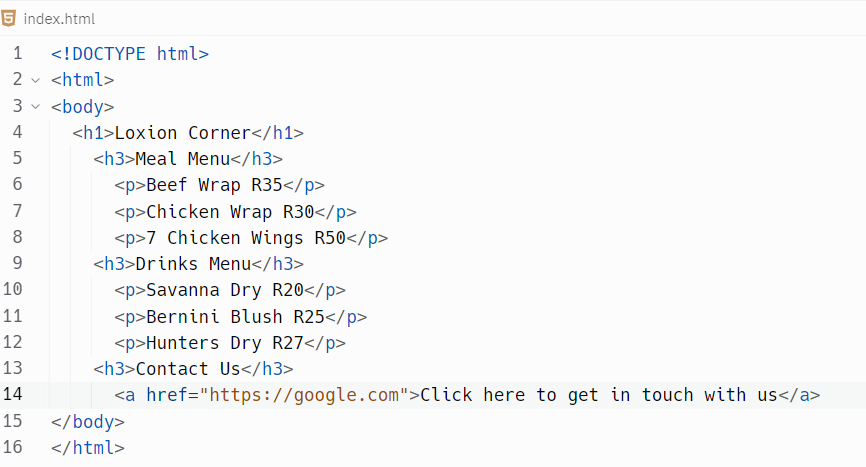 index.html
1 <!DOCTYPE html>
2 <html>
3 <body>
4 <h1>Loxion Corner</h1>
5 <h3>Meal Menu</h3>
6 <p>Beef Wrap R35</p>
7 <p>Chicken Wrap R30</p>
8 <p>7 Chicken Wings R50</p>
9 <h3>Drinks Menu</h3>
10 <p>Savanna Dry R20</p>
11 <p>Bernini Blush R25</p>
12 <p>Hunters Dry R27</p>
13 <h3>Contact Us</h3>
14 <a href="https://google.com">Click here to get in touch with us</a>
15 </body>
16 </html>